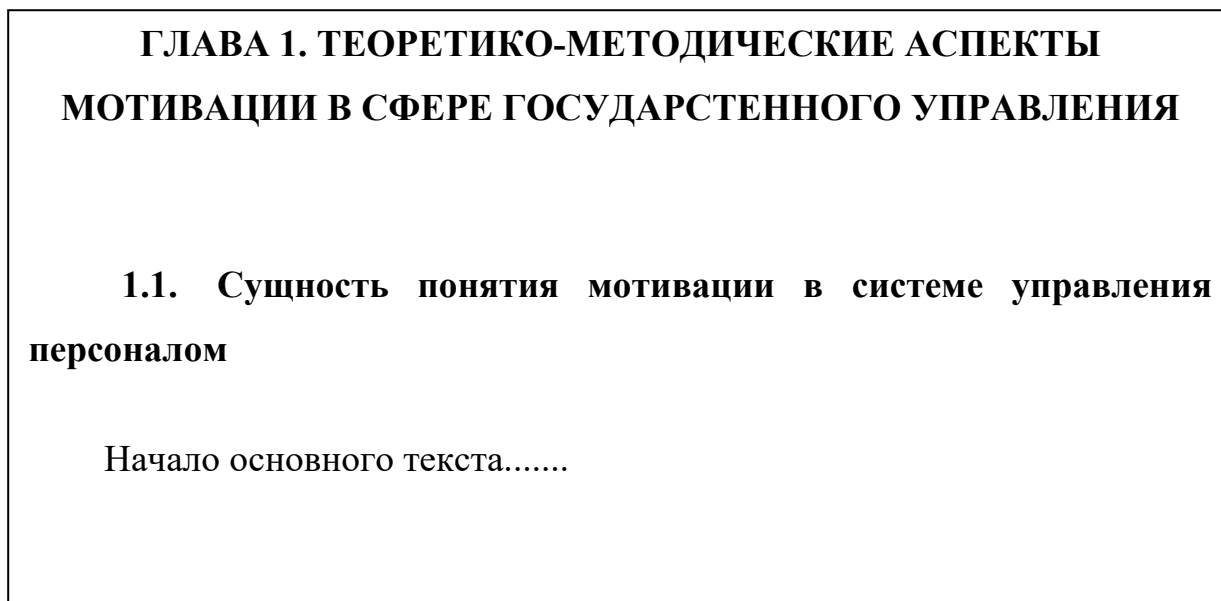 ГЛАВА 1. ТЕОРЕТИКО-МЕТОДИЧЕСКИЕ АСПЕКТЫ
МОТИВАЦИИ В СФЕРЕ ГОСУДАРСТЕННОГО УПРАВЛЕНИЯ
1.1. Сущность понятия мотивации в системе управления
персоналом
Начало основного текста.......